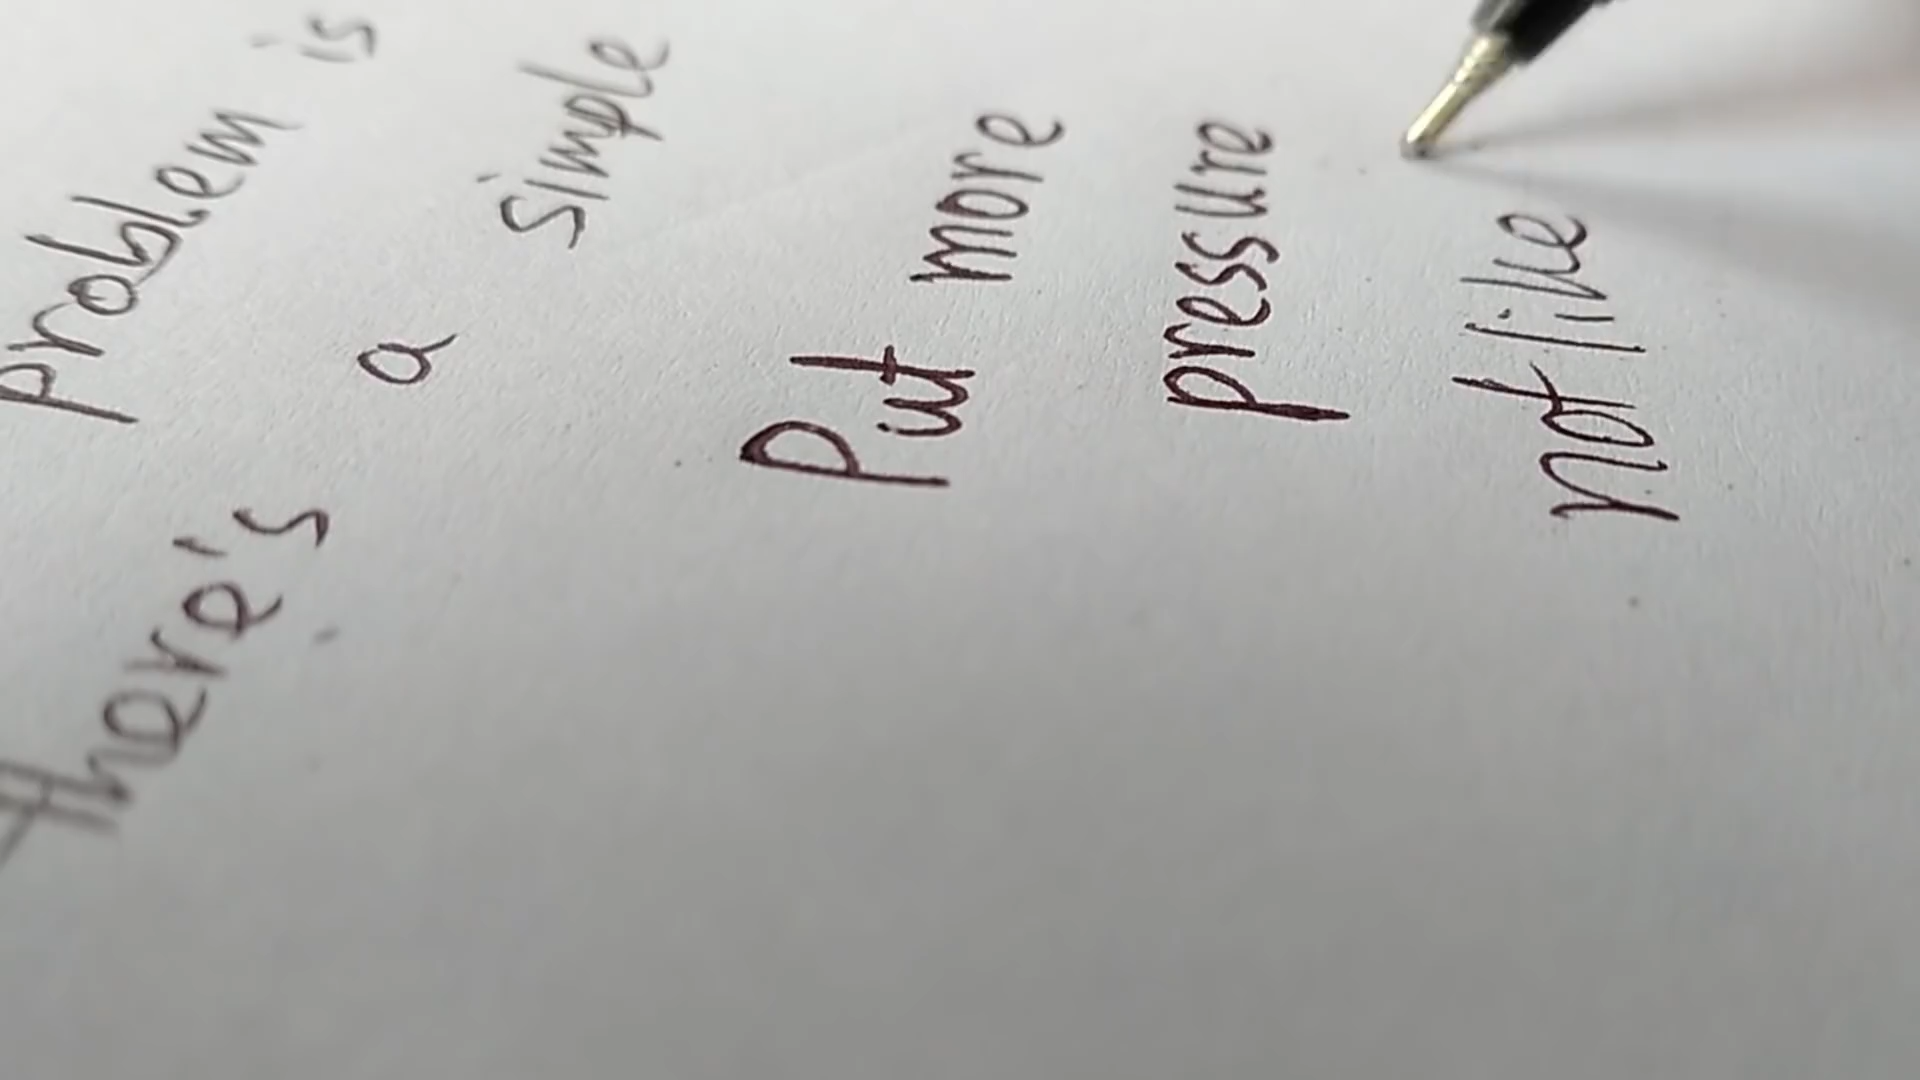 problem is
there's a simple
Put more
pressure
not like